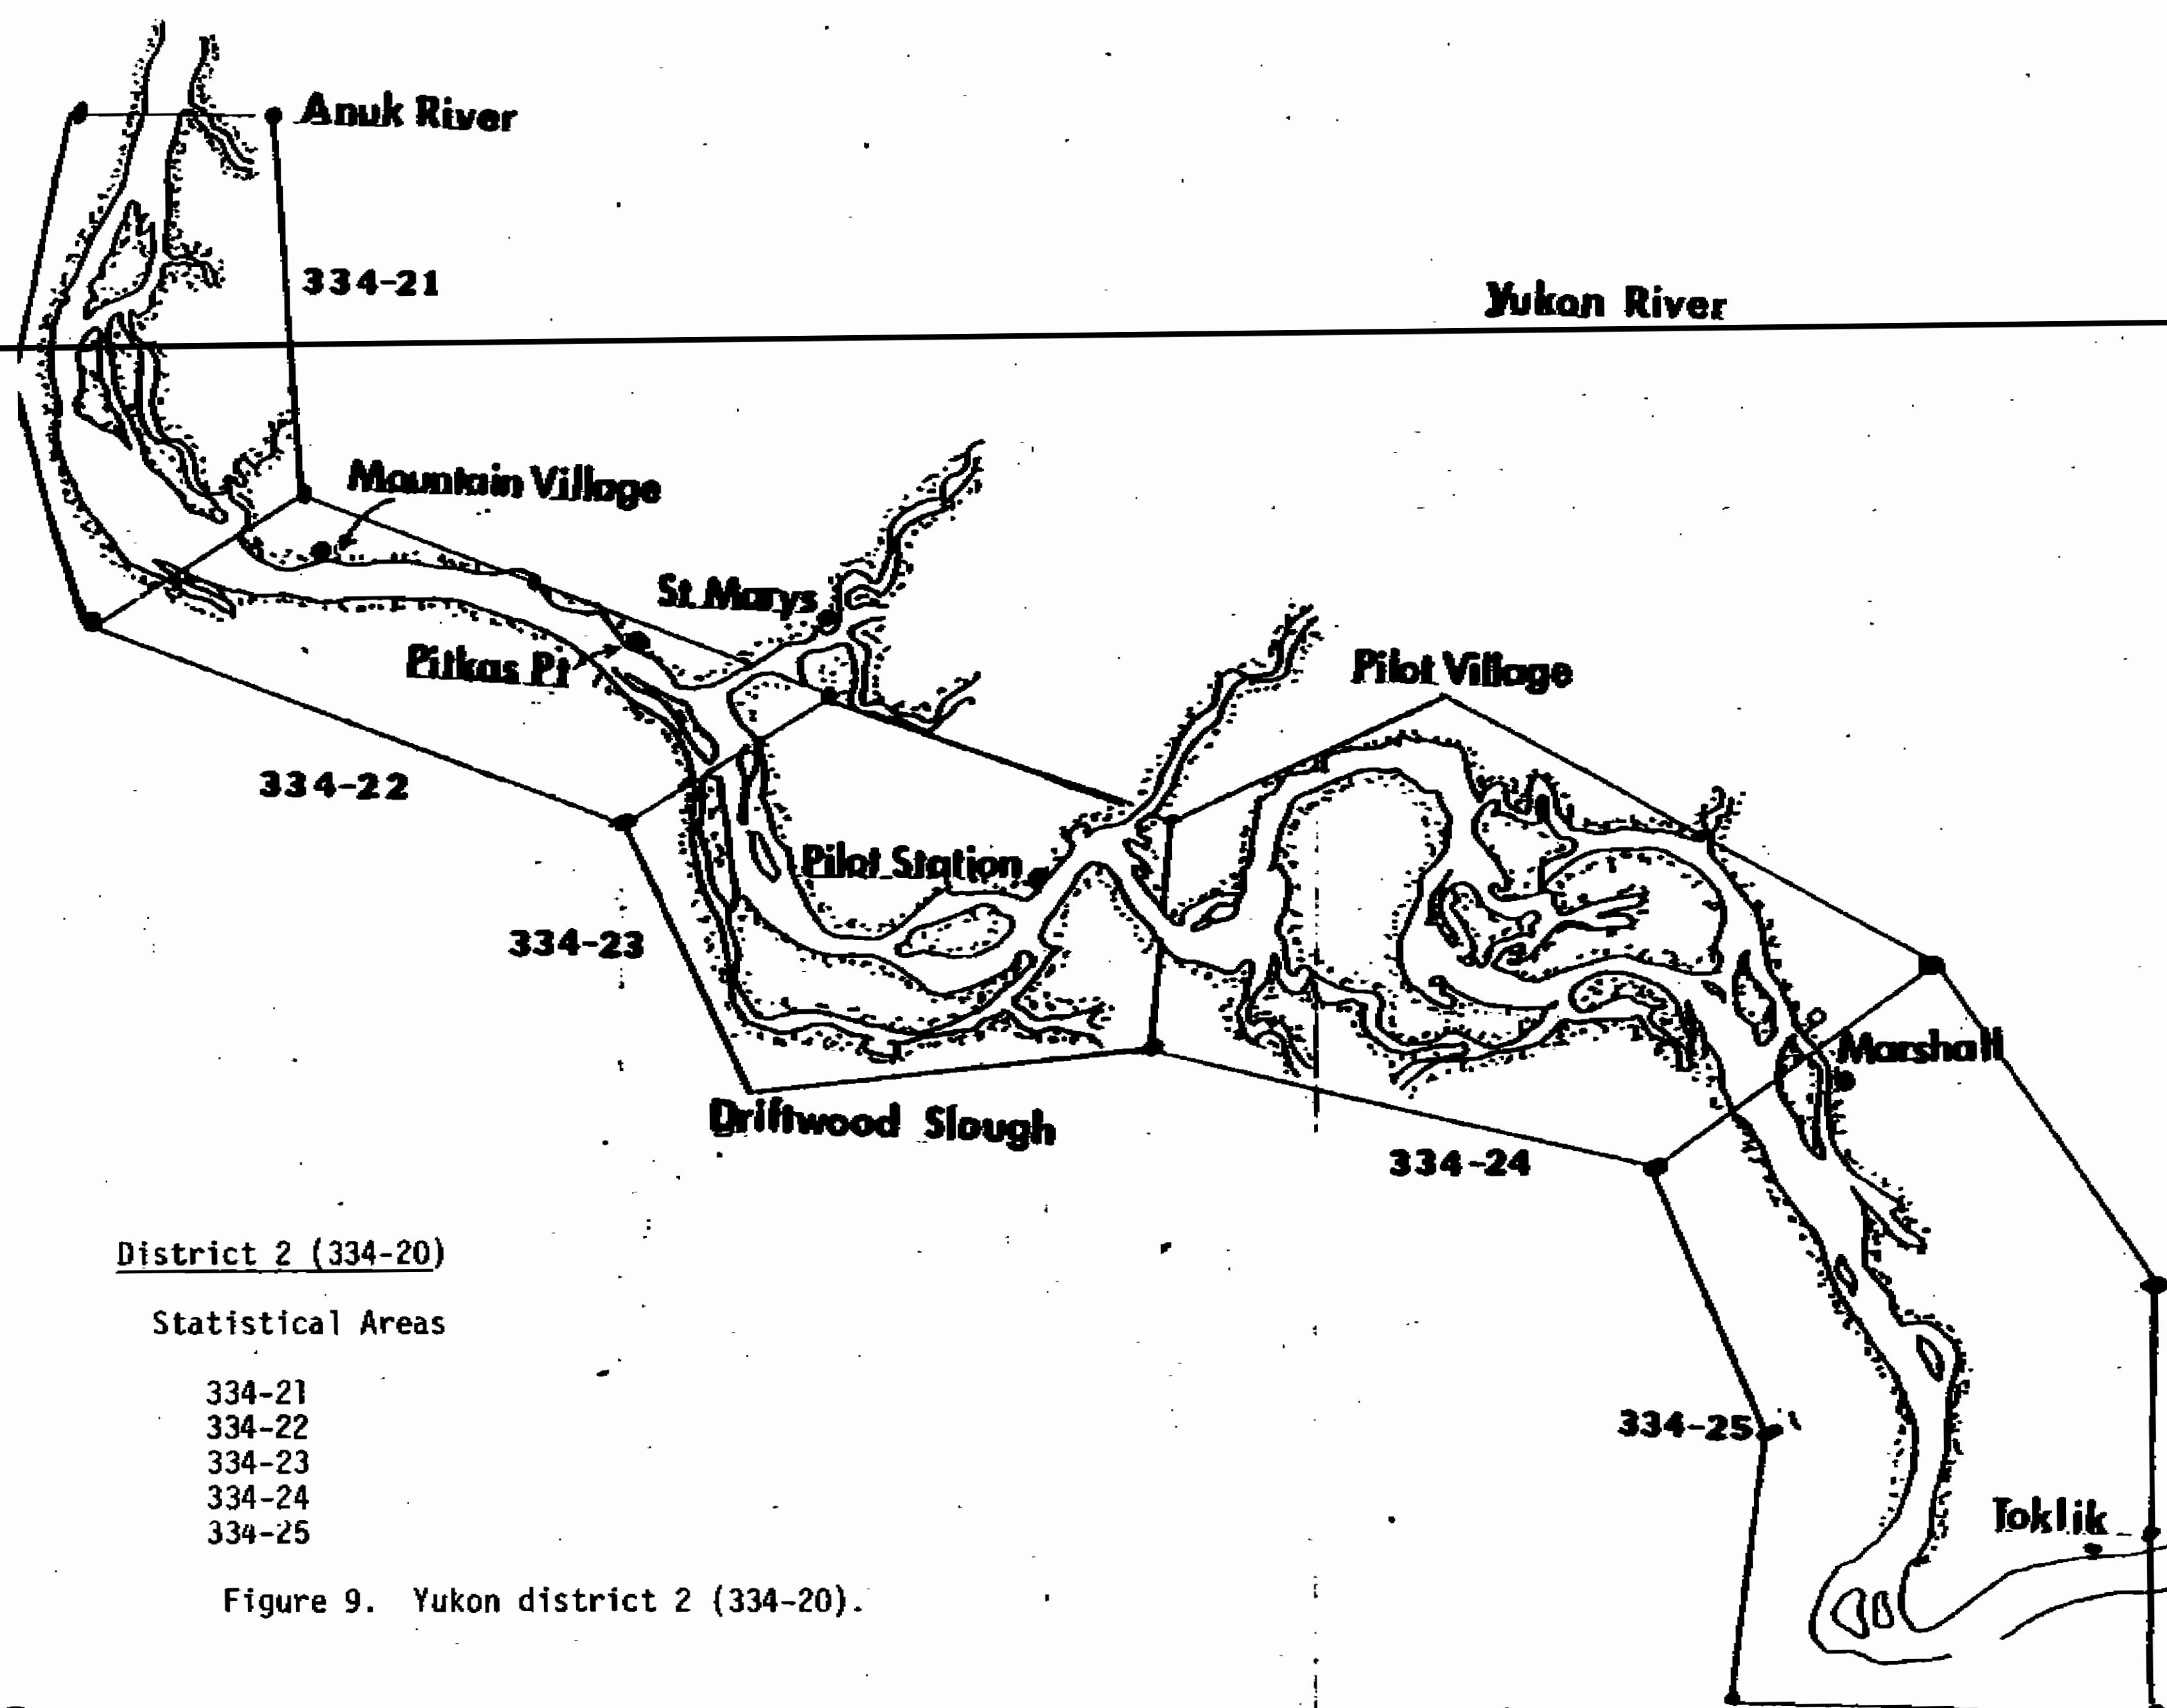 Anuk River
334-21
Yukon River
Mountain Village
St. Marys
Pitkas Pt
Pilot Village
334-22
Pilot Station
334-23
Marshall
Driftwood Slough
334-24
District 2 (334-20)
Statistical Areas
334-21
334-22
334-23
334-24
334-25
334-25
Toklik
Figure 9. Yukon district 2 (334-20).